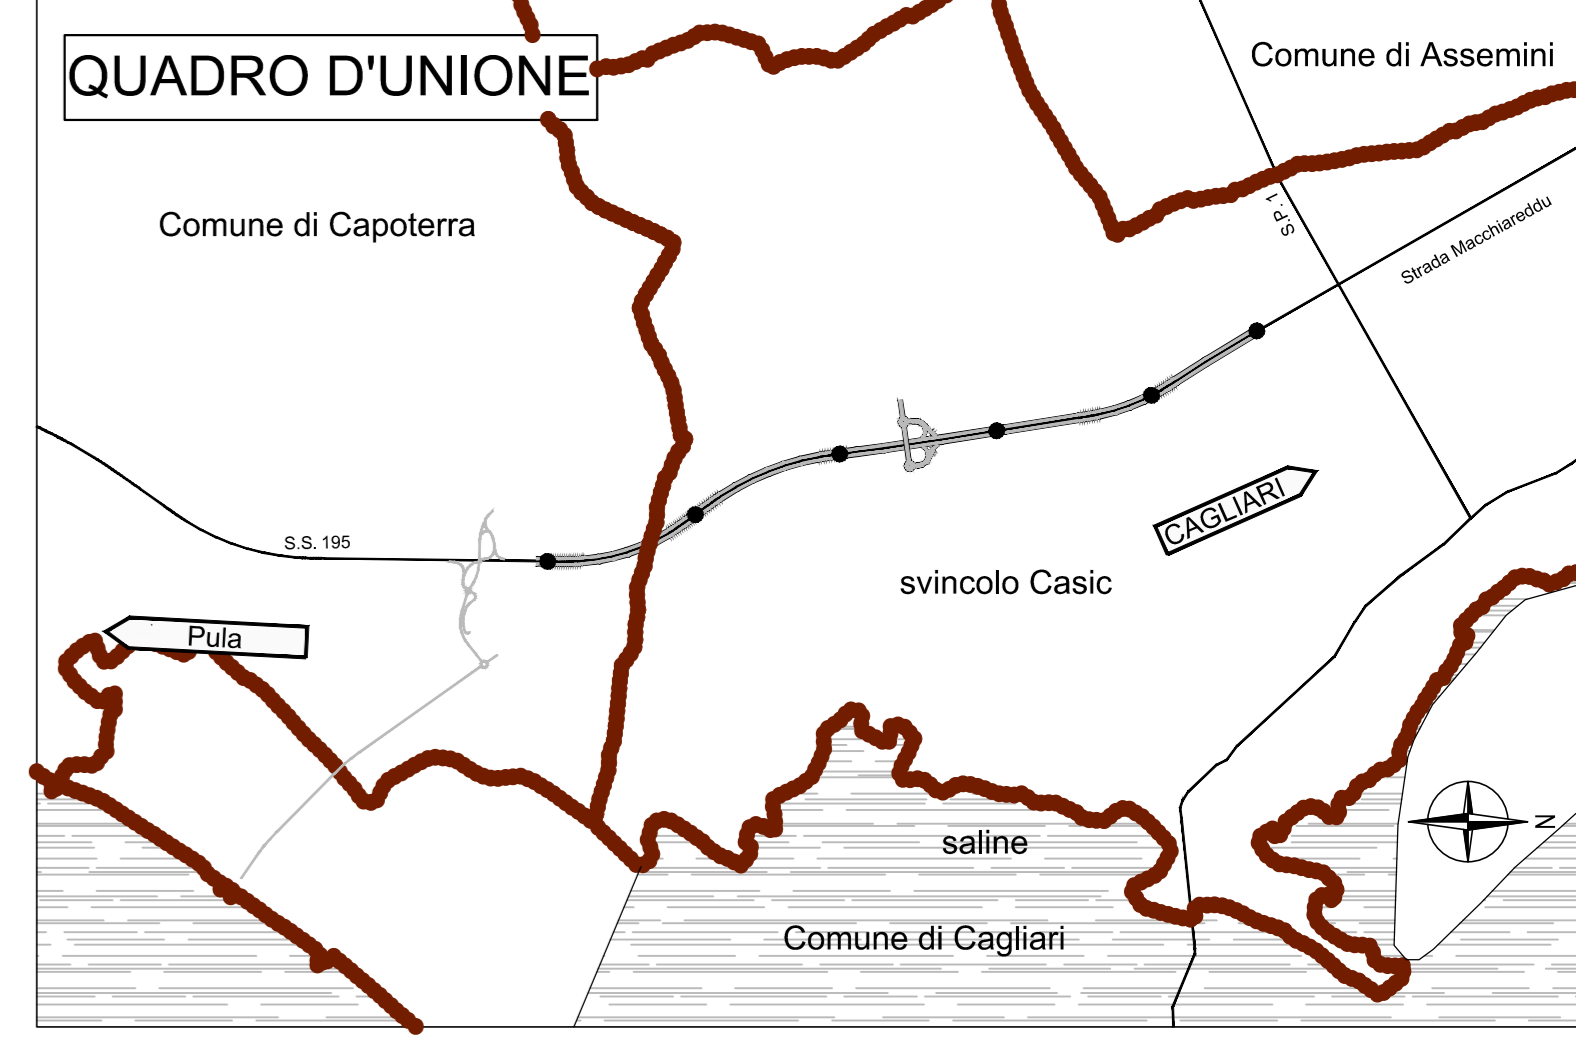 QUADRO D'UNIONE
Comune di Assemini
Comune di Capoterra
S.P. 1
Strada Macchiareddu
CAGLIARI
S.S. 195
svincolo Casic
Pula
saline
N
Comune di Cagliari